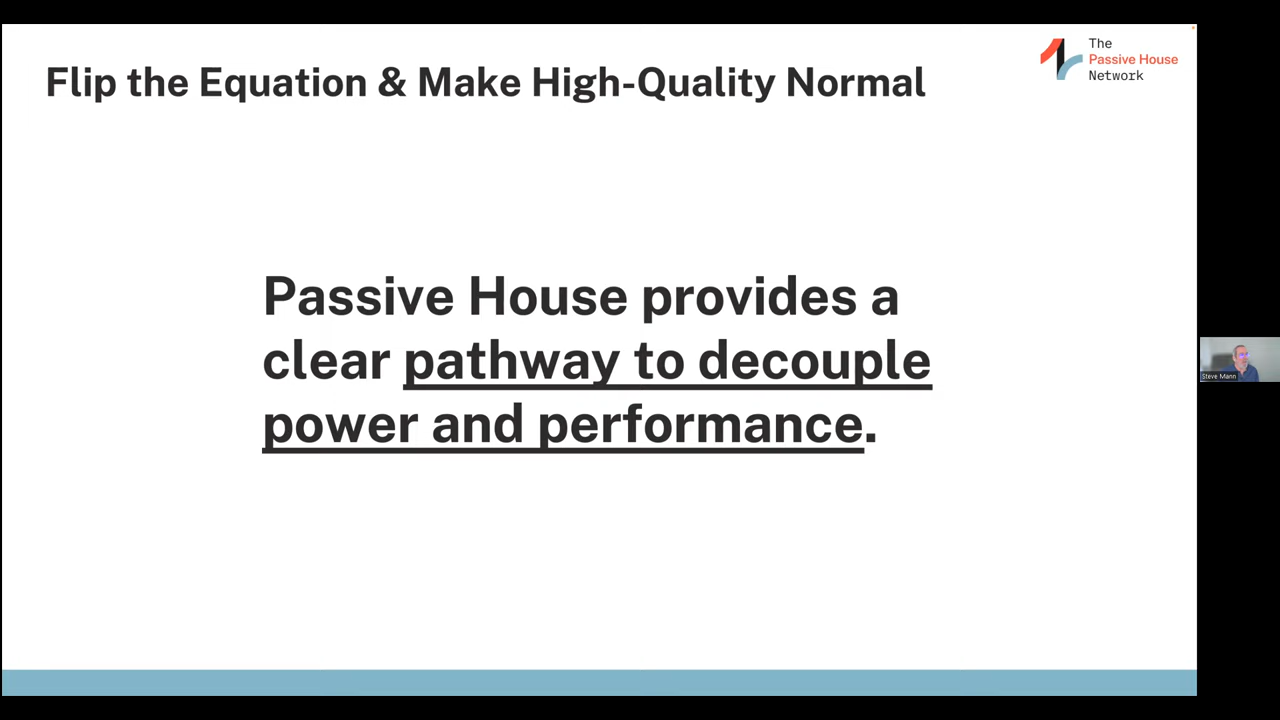 Flip the Equation & Make High-Quality Normal
The
Passive House
Network
Passive House provides a
clear pathway to decouple
power and performance.
Steve Mann